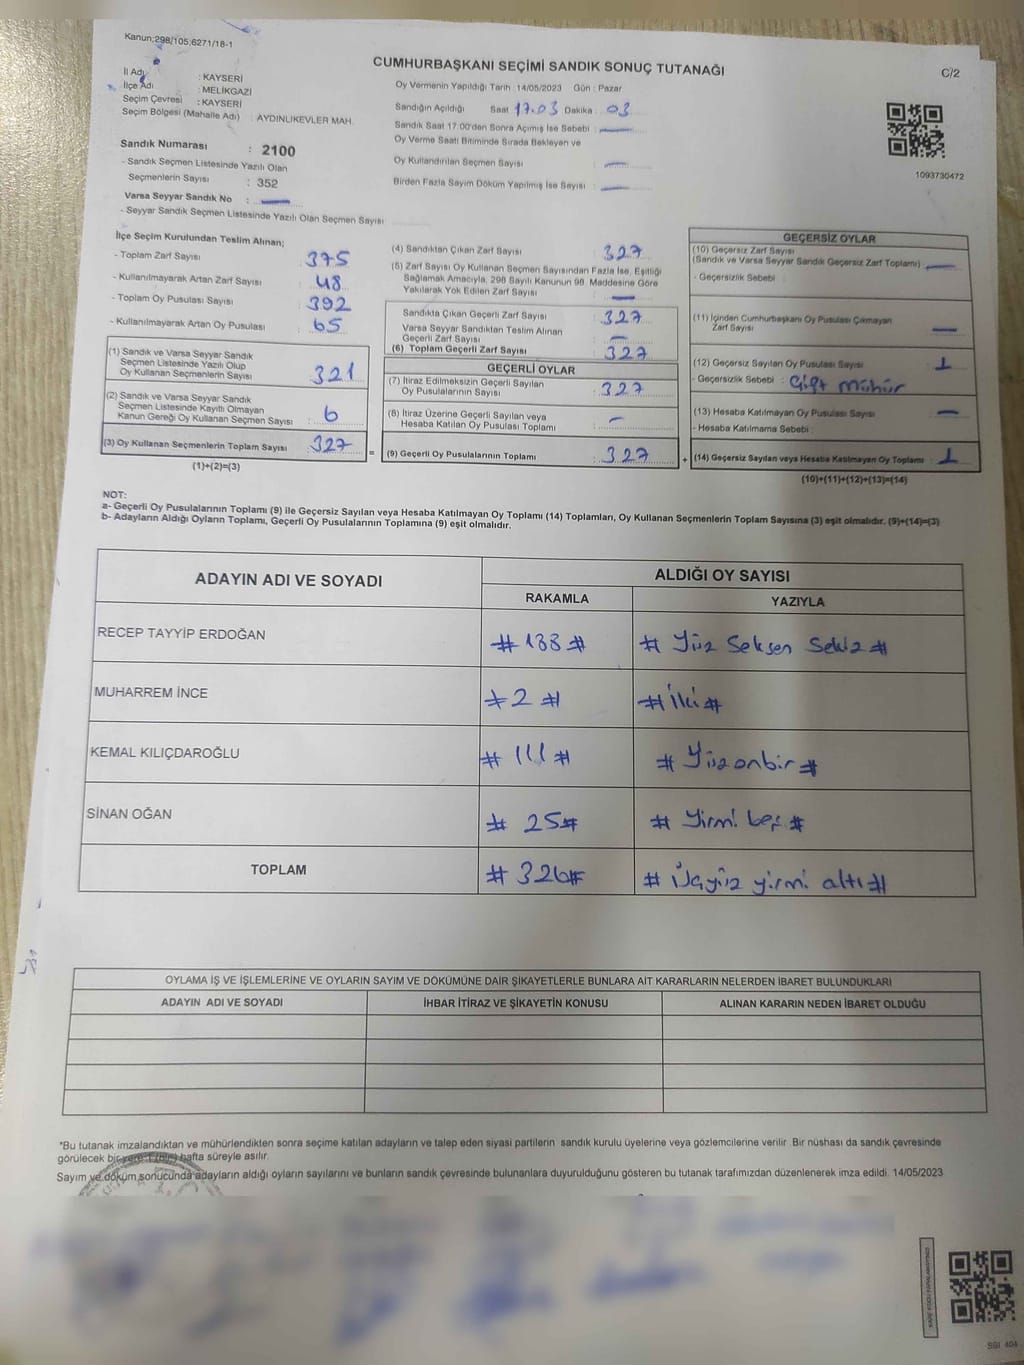 Kanun;298/105;6271/18-1
CUMHURBAŞKANI SEÇİMİ SANDIK SONUÇ TUTANAĞI
C/2
İl Adı : KAYSERİ
İlçe Adı : MELİKGAZİ
Seçim Çevresi : KAYSERİ
Seçim Bölgesi (Mahalle Adı) : AYDINLIKEVLER MAH.
Sandık Numarası : 2100
- Sandık Seçmen Listesinde Yazılı Olan
Seçmenlerin Sayısı : 352
Varsa Seyyar Sandık No : —
- Seyyar Sandık Seçmen Listesinde Yazılı Olan Seçmen Sayısı
Oy Vermenin Yapıldığı Tarih : 14/05/2023 Gün : Pazar
Sandığın Açıldığı Saat 17.03 Dakika : 03
Sandık Saat 17:00'den Sonra Açımış İse Sebebi : —
Oy Verme Saati Bitiminde Sırada Bekleyen ve
Oy Kullandırılan Seçmen Sayısı : —
Birden Fazla Sayım Döküm Yapılmış İse Sayısı : —
1093730472
İlçe Seçim Kurulundan Teslim Alınan;
- Toplam Zarf Sayısı : 375
- Kullanılmayarak Artan Zarf Sayısı : 48
- Toplam Oy Pusulası Sayısı : 392
- Kullanılmayarak Artan Oy Pusulası : 65
(1) Sandık ve Varsa Seyyar Sandık
Seçmen Listesinde Yazılı Olup
Oy Kullanan Seçmenlerin Sayısı : 321
(2) Sandık ve Varsa Seyyar Sandık
Seçmen Listesinde Kayıtlı Olmayan
Kanun Gereği Oy Kullanan Seçmen Sayısı : 6
(3) Oy Kullanan Seçmenlerin Toplam Sayısı : 327
(1)+(2)=(3)
(4) Sandıktan Çıkan Zarf Sayısı : 327
(5) Zarf Sayısı Oy Kullanan Seçmen Sayısından Fazla İse, Eşitliği
Sağlamak Amacıyla, 298 Sayılı Kanunun 98. Maddesine Göre
Yakılarak Yok Edilen Zarf Sayısı : —
Sandıkta Çıkan Geçerli Zarf Sayısı : 327
Varsa Seyyar Sandıktan Teslim Alınan
Geçerli Zarf Sayısı : —
(6) Toplam Geçerli Zarf Sayısı : 327
GEÇERLİ OYLAR
(7) İtiraz Edilmeksizin Geçerli Sayılan
Oy Pusulalarının Sayısı : 327
(8) İtiraz Üzerine Geçerli Sayılan veya
Hesaba Katılan Oy Pusulası Toplamı : —
= (9) Geçerli Oy Pusulalarının Toplamı : 327
GEÇERSİZ OYLAR
(10) Geçersiz Zarf Sayısı
(Sandık ve Varsa Seyyar Sandık Geçersiz Zarf Toplamı) : —
- Geçersizlik Sebebi :
(11) İçinden Cumhurbaşkanı Oy Pusulası Çıkmayan
Zarf Sayısı : —
(12) Geçersiz Sayılan Oy Pusulası Sayısı : 1
- Geçersizlik Sebebi : Çift Mühür
(13) Hesaba Katılmayan Oy Pusulası Sayısı : —
- Hesaba Katılmama Sebebi :
+ (14) Geçersiz Sayılan veya Hesaba Katılmayan Oy Toplamı : 1
(10)+(11)+(12)+(13)=(14)
NOT:
a- Geçerli Oy Pusulalarının Toplamı (9) ile Geçersiz Sayılan veya Hesaba Katılmayan Oy Toplamı (14) Toplamları, Oy Kullanan Seçmenlerin Toplam Sayısına (3) eşit olmalıdır. (9)+(14)=(3)
b- Adayların Aldığı Oyların Toplamı, Geçerli Oy Pusulalarının Toplamına (9) eşit olmalıdır.
ADAYIN ADI VE SOYADI
ALDIĞI OY SAYISI
RAKAMLA YAZIYLA
RECEP TAYYİP ERDOĞAN # 188 # # Yüz Seksen Sekiz #
MUHARREM İNCE # 2 # # İki #
KEMAL KILIÇDAROĞLU # 111 # # Yüzonbir #
SİNAN OĞAN # 25 # # Yirmi beş #
TOPLAM # 326 # # Üçyüz yirmi altı #
OYLAMA İŞ VE İŞLEMLERİNE VE OYLARIN SAYIM VE DÖKÜMÜNE DAİR ŞİKAYETLERLE BUNLARA AİT KARARLARIN NELERDEN İBARET BULUNDUKLARI
ADAYIN ADI VE SOYADI İHBAR İTİRAZ VE ŞİKAYETİN KONUSU ALINAN KARARIN NEDEN İBARET OLDUĞU
*Bu tutanak imzalandıktan ve mühürlendikten sonra seçime katılan adayların ve talep eden siyasi partilerin sandık kurulu üyelerine veya gözlemcilerine verilir. Bir nüshası da sandık çevresinde
görülecek bir yere 1 (bir) hafta süreyle asılır.
Sayım ve döküm sonucunda adayların aldığı oyların sayılarını ve bunların sandık çevresinde bulunanlara duyurulduğunu gösteren bu tutanak tarafımızdan düzenlenerek imza edildi. 14/05/2023
SBI 404